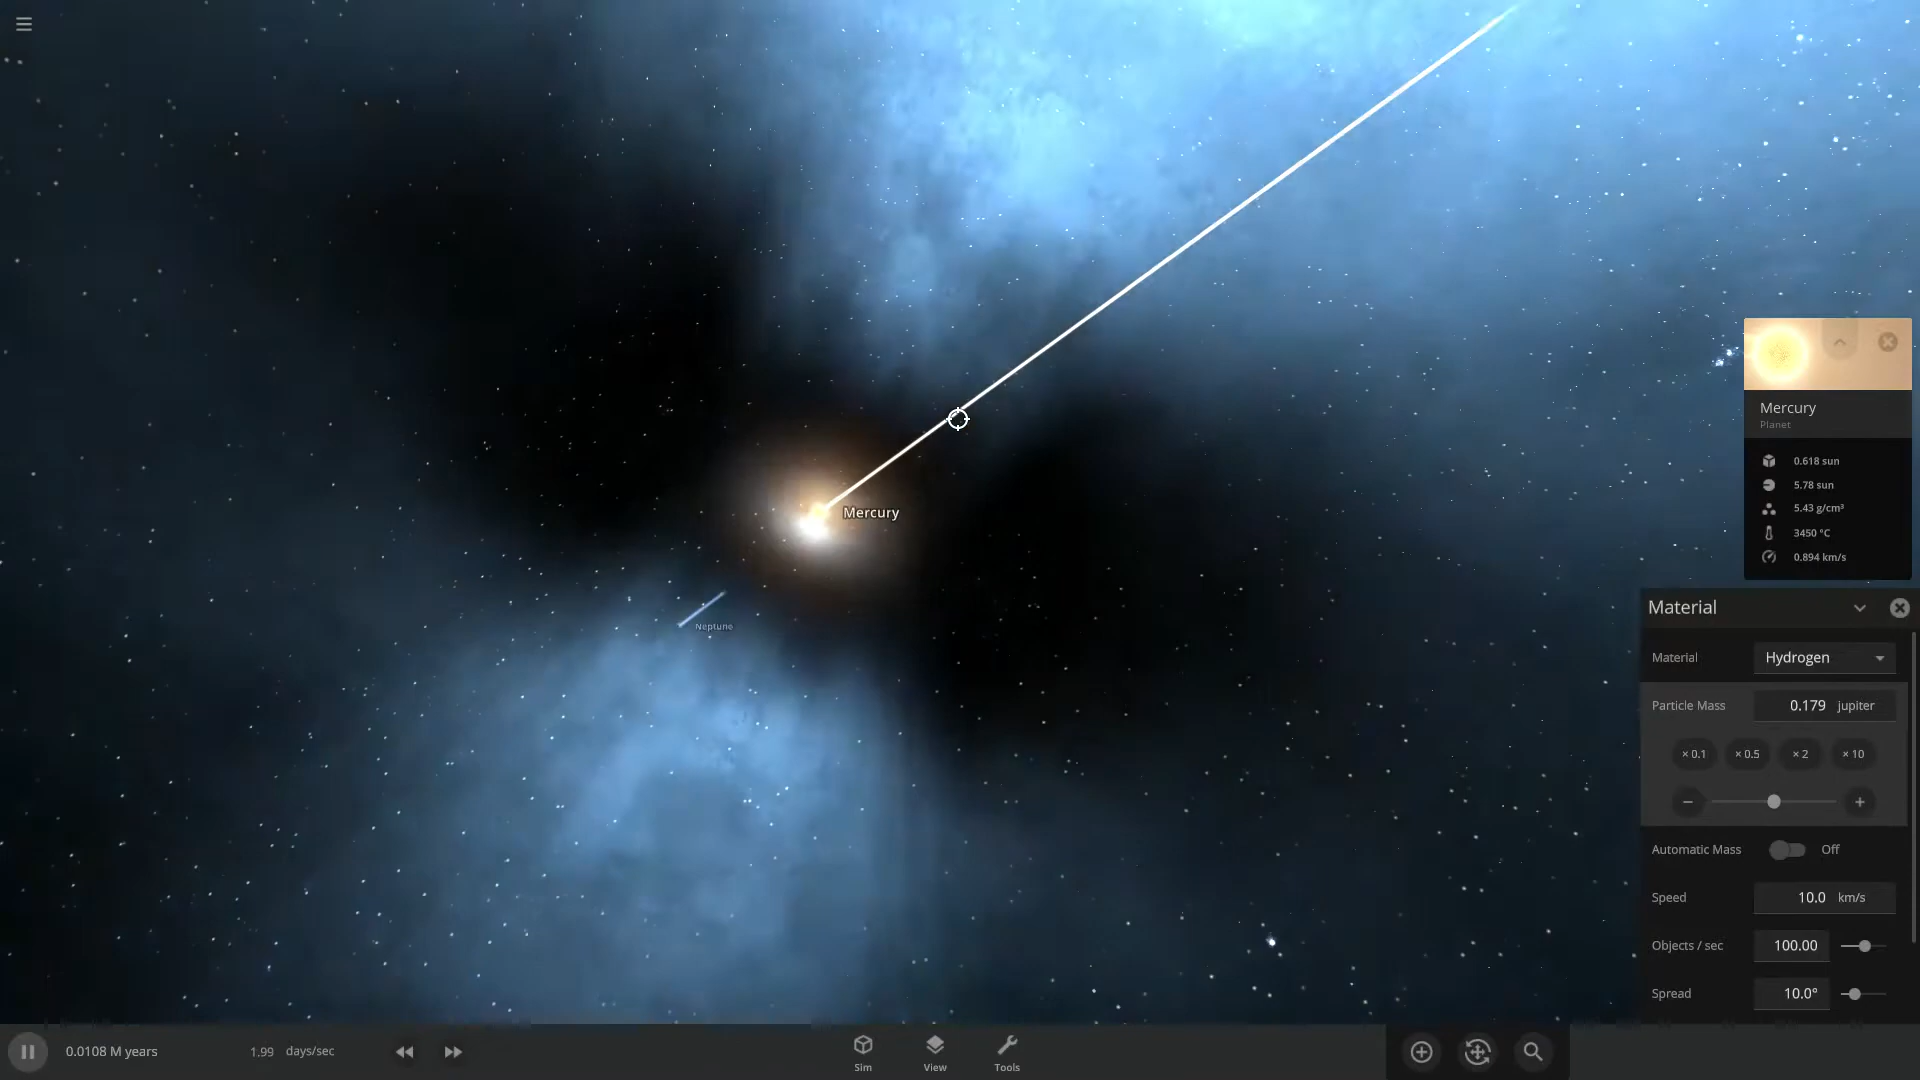 Mercury
Neptune
Mercury
Planet
0.618 sun
5.78 sun
5.43 g/cm³
3450 °C
0.894 km/s
Material
Material Hydrogen
Particle Mass 0.179 jupiter
× 0.1 × 0.5 × 2 × 10
Automatic Mass Off
Speed 10.0 km/s
Objects / sec 100.00
Spread 10.0°
0.0108 M years 1.99 days/sec
Sim View Tools